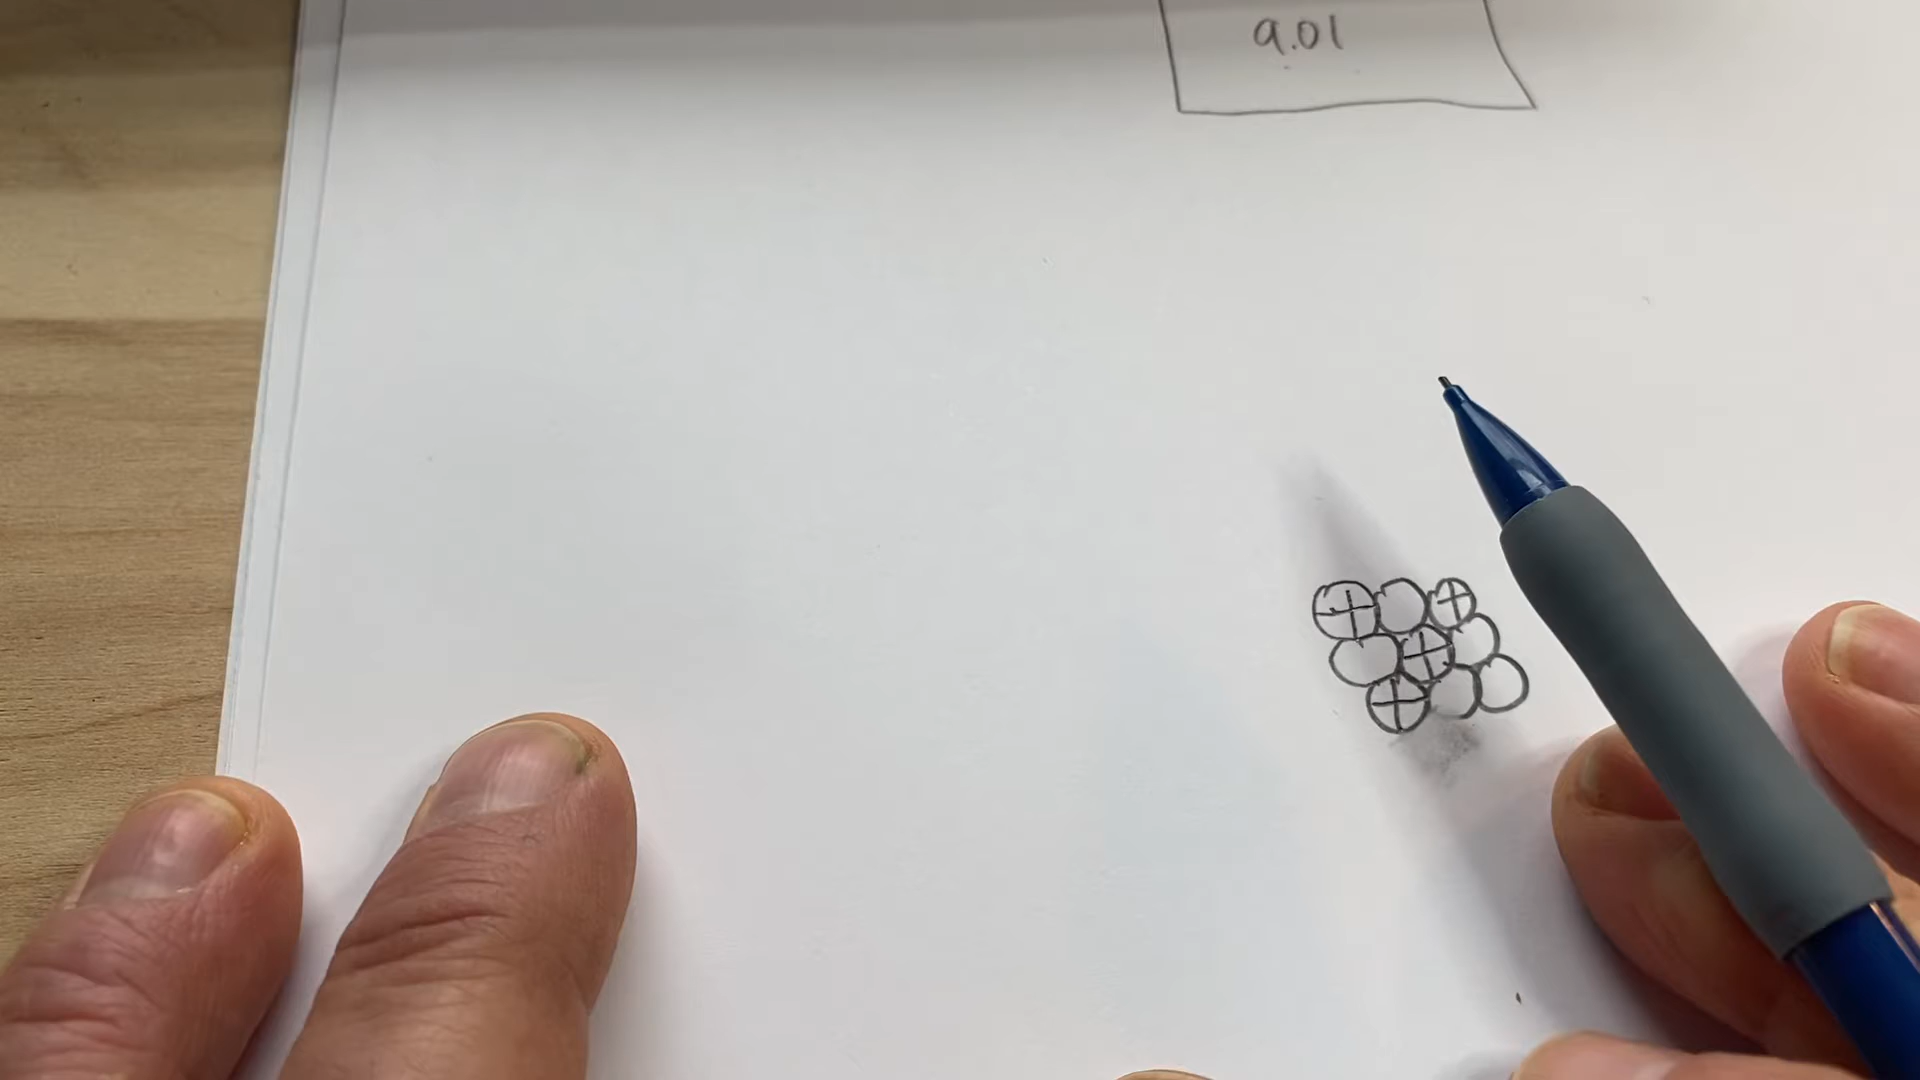 9.01
+ +
+
+